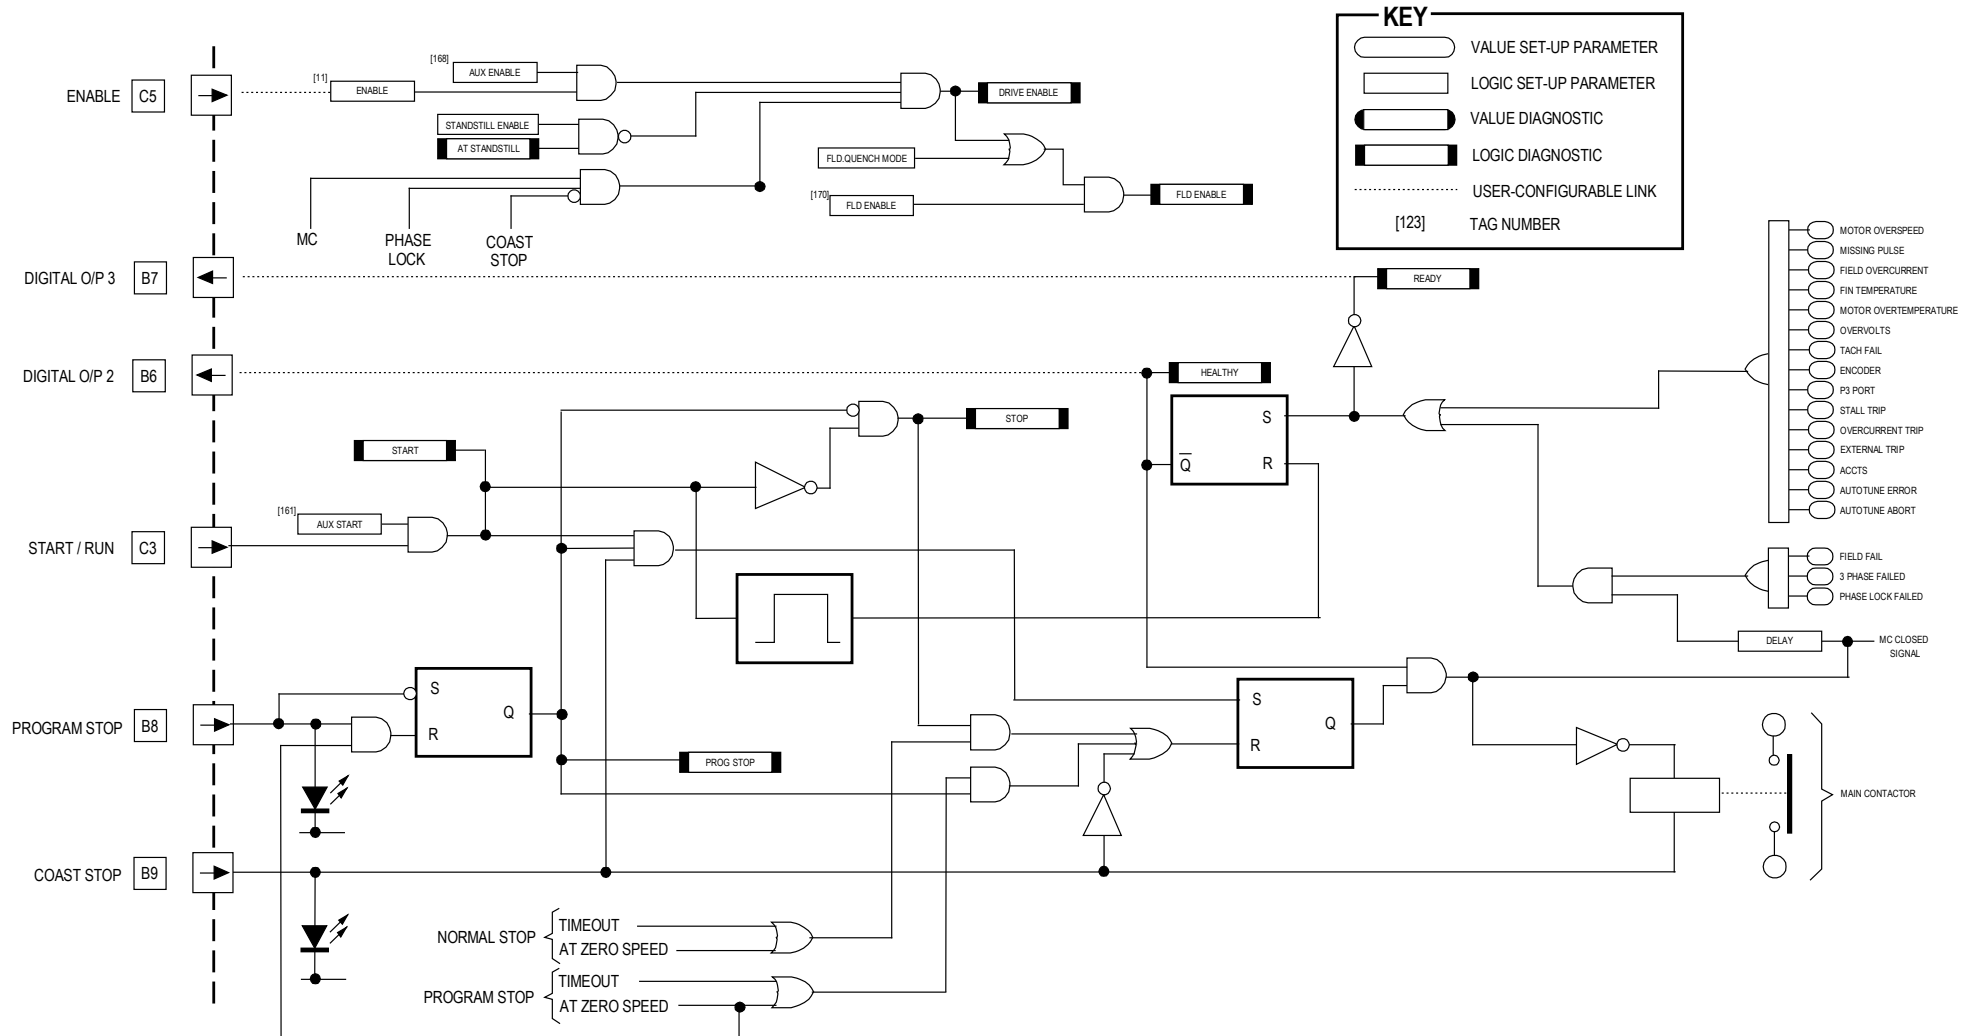 KEY
VALUE SET-UP PARAMETER
LOGIC SET-UP PARAMETER
VALUE DIAGNOSTIC
LOGIC DIAGNOSTIC
USER-CONFIGURABLE LINK
[123] TAG NUMBER
ENABLE C5
[11]
ENABLE
[168]
AUX ENABLE
STANDSTILL ENABLE
AT STANDSTILL
MC
PHASE
LOCK
COAST
STOP
DRIVE ENABLE
FLD.QUENCH MODE
[170]
FLD ENABLE
FLD ENABLE
DIGITAL O/P 3 B7
READY
DIGITAL O/P 2 B6
HEALTHY
STOP
START
S
R
Q
[161]
AUX START
START / RUN C3
MOTOR OVERSPEED
MISSING PULSE
FIELD OVERCURRENT
FIN TEMPERATURE
MOTOR OVERTEMPERATURE
OVERVOLTS
TACH FAIL
ENCODER
P3 PORT
STALL TRIP
OVERCURRENT TRIP
EXTERNAL TRIP
ACCTS
AUTOTUNE ERROR
AUTOTUNE ABORT
FIELD FAIL
3 PHASE FAILED
PHASE LOCK FAILED
DELAY
MC CLOSED
SIGNAL
PROGRAM STOP B8
S
R
Q
PROG STOP
S
R
Q
MAIN CONTACTOR
COAST STOP B9
NORMAL STOP
TIMEOUT
AT ZERO SPEED
PROGRAM STOP
TIMEOUT
AT ZERO SPEED